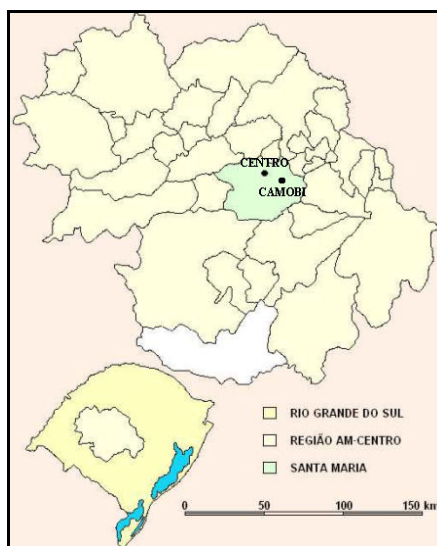 CENTRO
CAMOBI
RIO GRANDE DO SUL
REGIÃO AM-CENTRO
SANTA MARIA
0 50 100 150 km